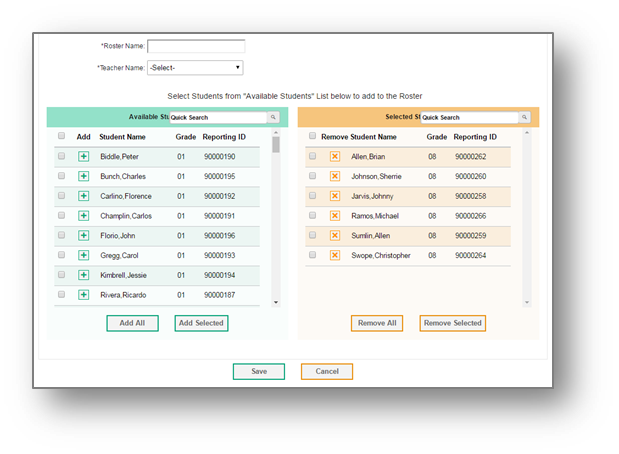 *Roster Name:
*Teacher Name: -Select-
Select Students from "Available Students" List below to add to the Roster
Available Stu Quick Search
Add Student Name Grade Reporting ID
Biddle,Peter 01 90000190
Bunch,Charles 01 90000195
Carlino,Florence 01 90000192
Champlin,Carlos 01 90000191
Florio,John 01 90000196
Gregg,Carol 01 90000193
Kimbrell,Jessie 01 90000194
Rivera,Ricardo 01 90000187
Add All Add Selected
Selected St Quick Search
Remove Student Name Grade Reporting ID
Allen,Brian 08 90000262
Johnson,Sherrie 08 90000260
Jarvis,Johnny 08 90000258
Ramos,Michael 08 90000266
Sumlin,Allen 08 90000259
Swope,Christopher 08 90000264
Remove All Remove Selected
Save Cancel